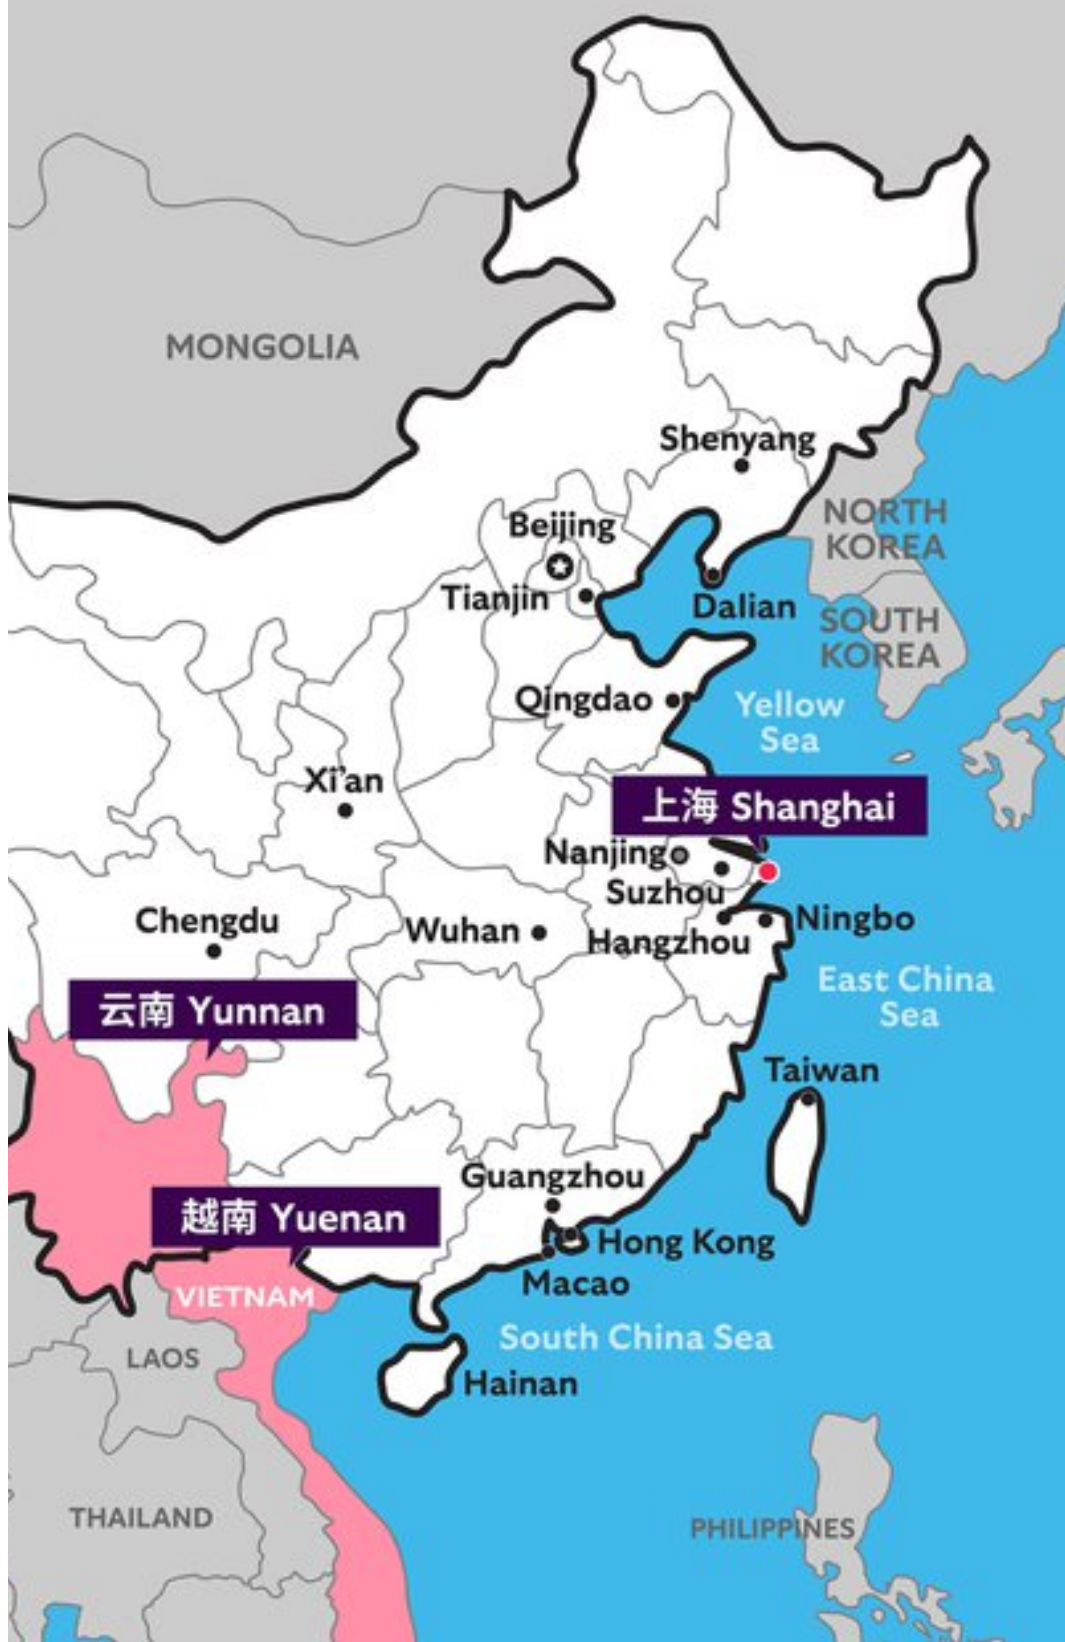 MONGOLIA
Shenyang
Beijing
NORTH
KOREA
Tianjin
Dalian
SOUTH
KOREA
Qingdao
Yellow
Sea
Xi'an
上海 Shanghai
Nanjing
Suzhou
Chengdu
Wuhan
Hangzhou
Ningbo
East China
Sea
云南 Yunnan
Taiwan
Guangzhou
越南 Yuenan
Hong Kong
Macao
VIETNAM
South China Sea
LAOS
Hainan
THAILAND
PHILIPPINES